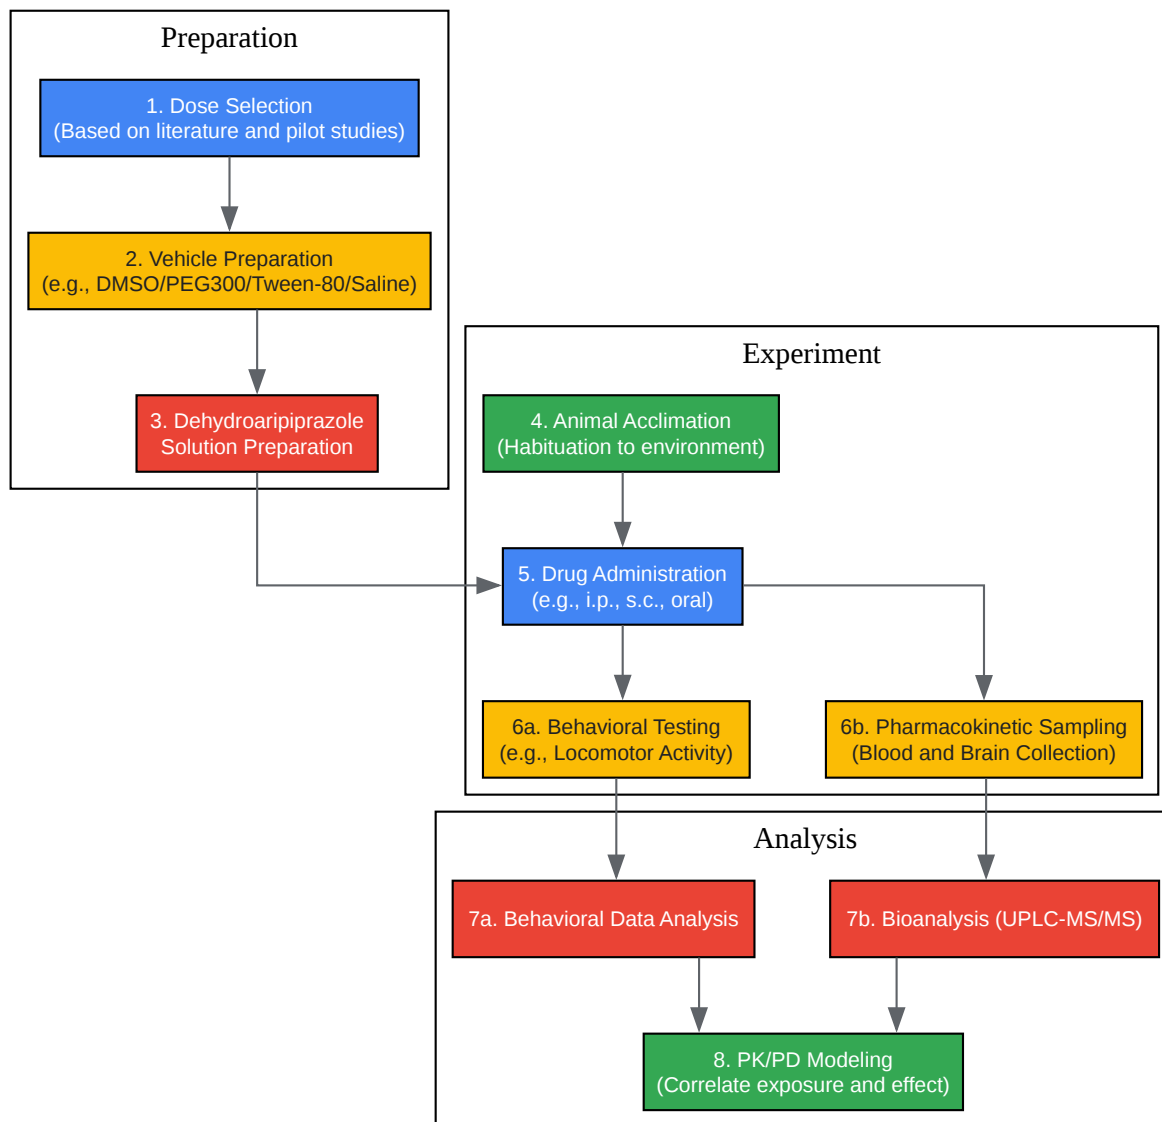 Preparation
1. Dose Selection
(Based on literature and pilot studies)
2. Vehicle Preparation
(e.g., DMSO/PEG300/Tween-80/Saline)
3. Dehydroaripiprazole
Solution Preparation
Experiment
4. Animal Acclimation
(Habituation to environment)
5. Drug Administration
(e.g., i.p., s.c., oral)
6a. Behavioral Testing
(e.g., Locomotor Activity)
6b. Pharmacokinetic Sampling
(Blood and Brain Collection)
Analysis
7a. Behavioral Data Analysis
7b. Bioanalysis (UPLC-MS/MS)
8. PK/PD Modeling
(Correlate exposure and effect)